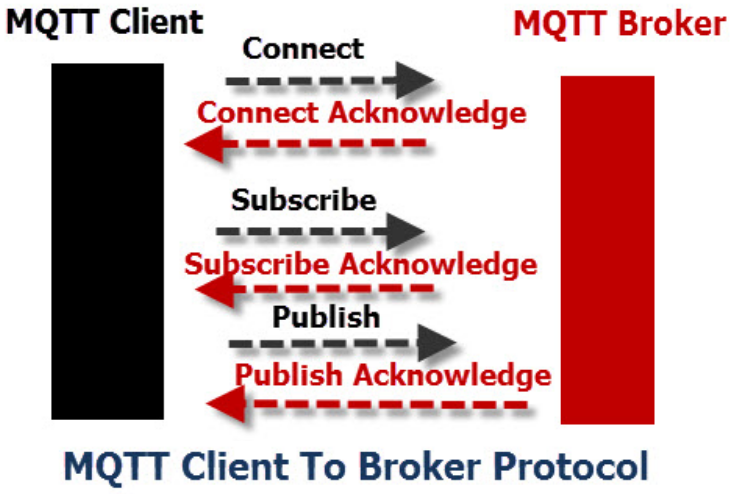 MQTT Client
MQTT Broker
Connect
Connect Acknowledge
Subscribe
Subscribe Acknowledge
Publish
Publish Acknowledge
MQTT Client To Broker Protocol